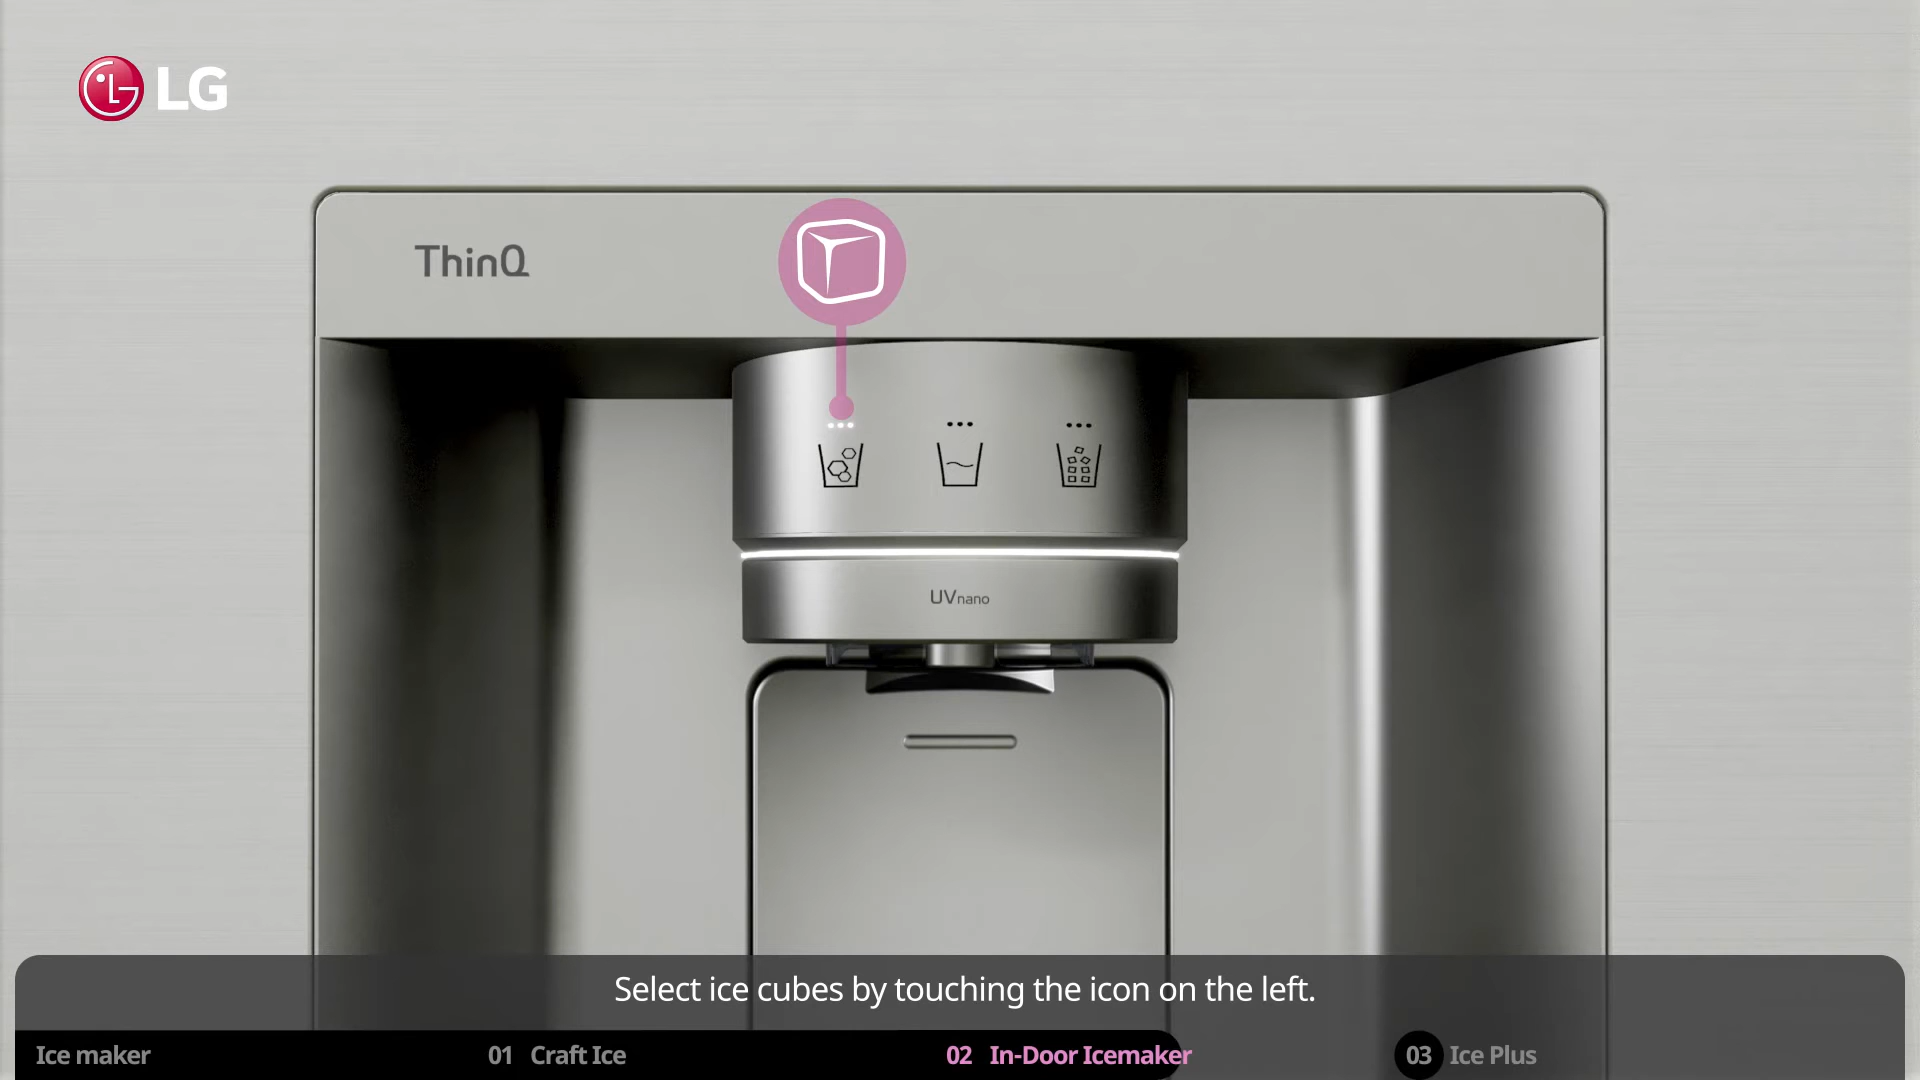 LG
ThinQ
UVnano
Select ice cubes by touching the icon on the left.
Ice maker
01 Craft Ice
02 In-Door Icemaker
03 Ice Plus